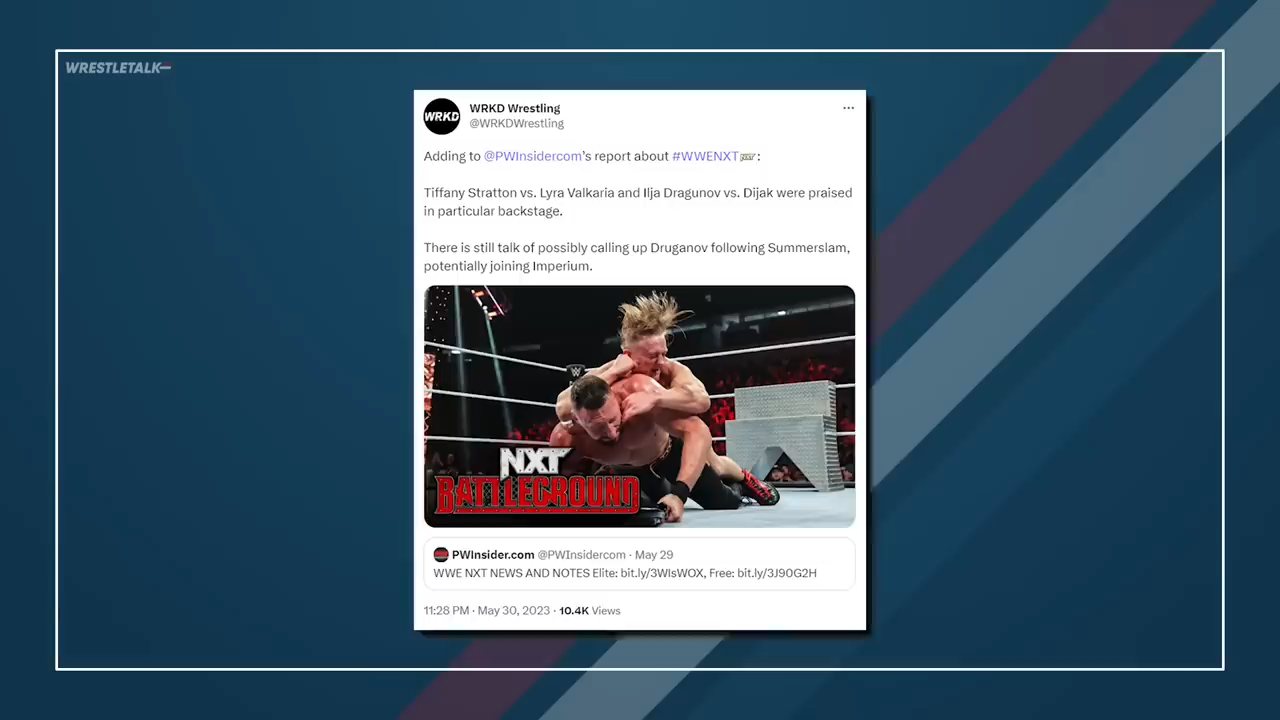 WRESTLETALK
WRKD
WRKD Wrestling
@WRKDWrestling
Adding to @PWInsidercom's report about #WWENXT:
Tiffany Stratton vs. Lyra Valkaria and Ilja Dragunov vs. Dijak were praised
in particular backstage.
There is still talk of possibly calling up Druganov following Summerslam,
potentially joining Imperium.
NXT
BATTLEGROUND
PWInsider.com @PWInsidercom · May 29
WWE NXT NEWS AND NOTES Elite: bit.ly/3WIsWOX, Free: bit.ly/3J90G2H
11:28 PM · May 30, 2023 · 10.4K Views